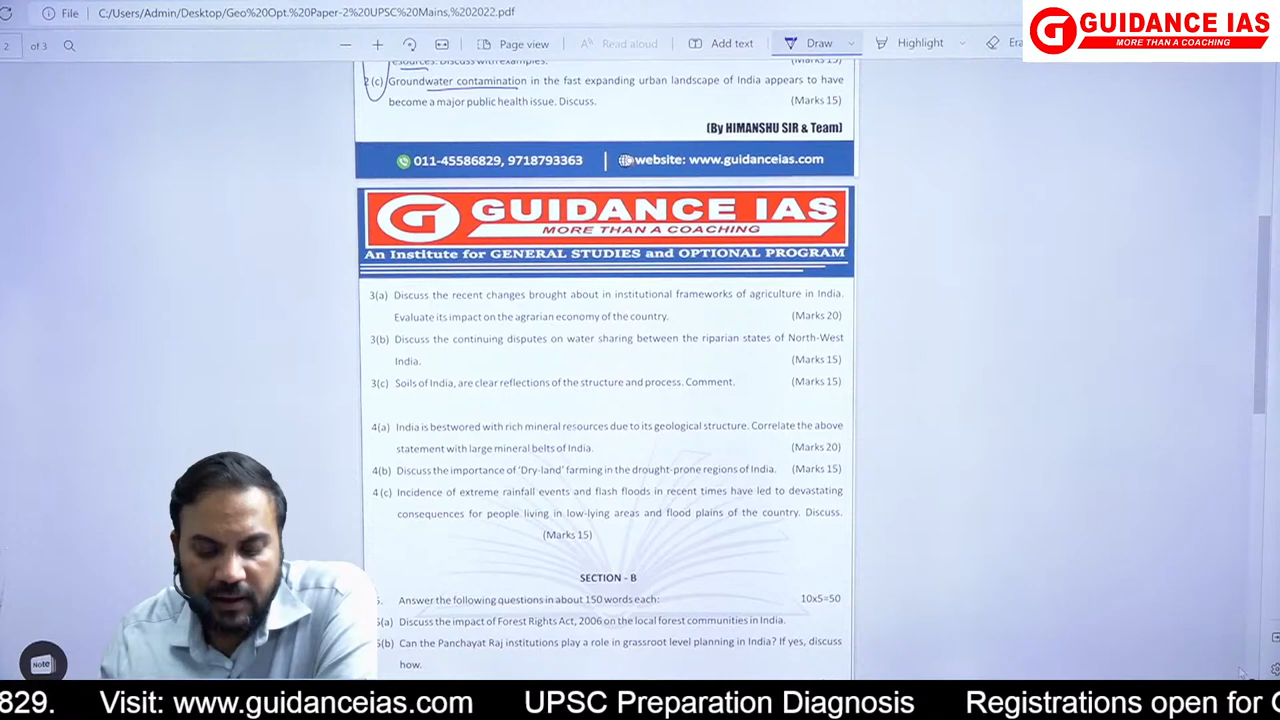 File
C:/Users/Admin/Desktop/Geo%20Opt.%20Paper-2%20UPSC%20Mains,%202022.pdf
2 of 3
Page view
Read aloud
Add text
Draw
Highlight
GUIDANCE IAS
MORE THAN A COACHING
Discuss with examples.
(Marks 15)
2(c) Groundwater contamination in the fast expanding urban landscape of India appears to have
become a major public health issue. Discuss. (Marks 15)
(By HIMANSHU SIR & Team)
011-45586829, 9718793363 | website: www.guidanceias.com
G GUIDANCE IAS
MORE THAN A COACHING
An Institute for GENERAL STUDIES and OPTIONAL PROGRAM
3(a) Discuss the recent changes brought about in institutional frameworks of agriculture in India.
Evaluate its impact on the agrarian economy of the country. (Marks 20)
3(b) Discuss the continuing disputes on water sharing between the riparian states of North-West
India. (Marks 15)
3(c) Soils of India, are clear reflections of the structure and process. Comment. (Marks 15)
4(a) India is bestwored with rich mineral resources due to its geological structure. Correlate the above
statement with large mineral belts of India. (Marks 20)
4(b) Discuss the importance of 'Dry-land' farming in the drought-prone regions of India. (Marks 15)
4(c) Incidence of extreme rainfall events and flash floods in recent times have led to devastating
consequences for people living in low-lying areas and flood plains of the country. Discuss.
(Marks 15)
SECTION - B
Answer the following questions in about 150 words each: 10x5=50
(a) Discuss the impact of Forest Rights Act, 2006 on the local forest communities in India.
(b) Can the Panchayat Raj institutions play a role in grassroot level planning in India? If yes, discuss
how.
Note
829. Visit: www.guidanceias.com UPSC Preparation Diagnosis Registrations open for